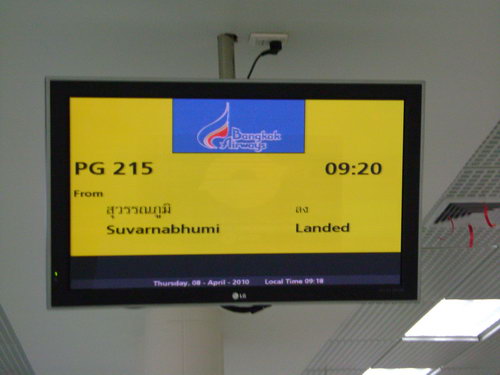 Bangkok
Airways
PG 215 09:20
From
สุวรรณภูมิ ลง
Suvarnabhumi Landed
Thursday, 08 - April - 2010 Local Time 09:18
LG